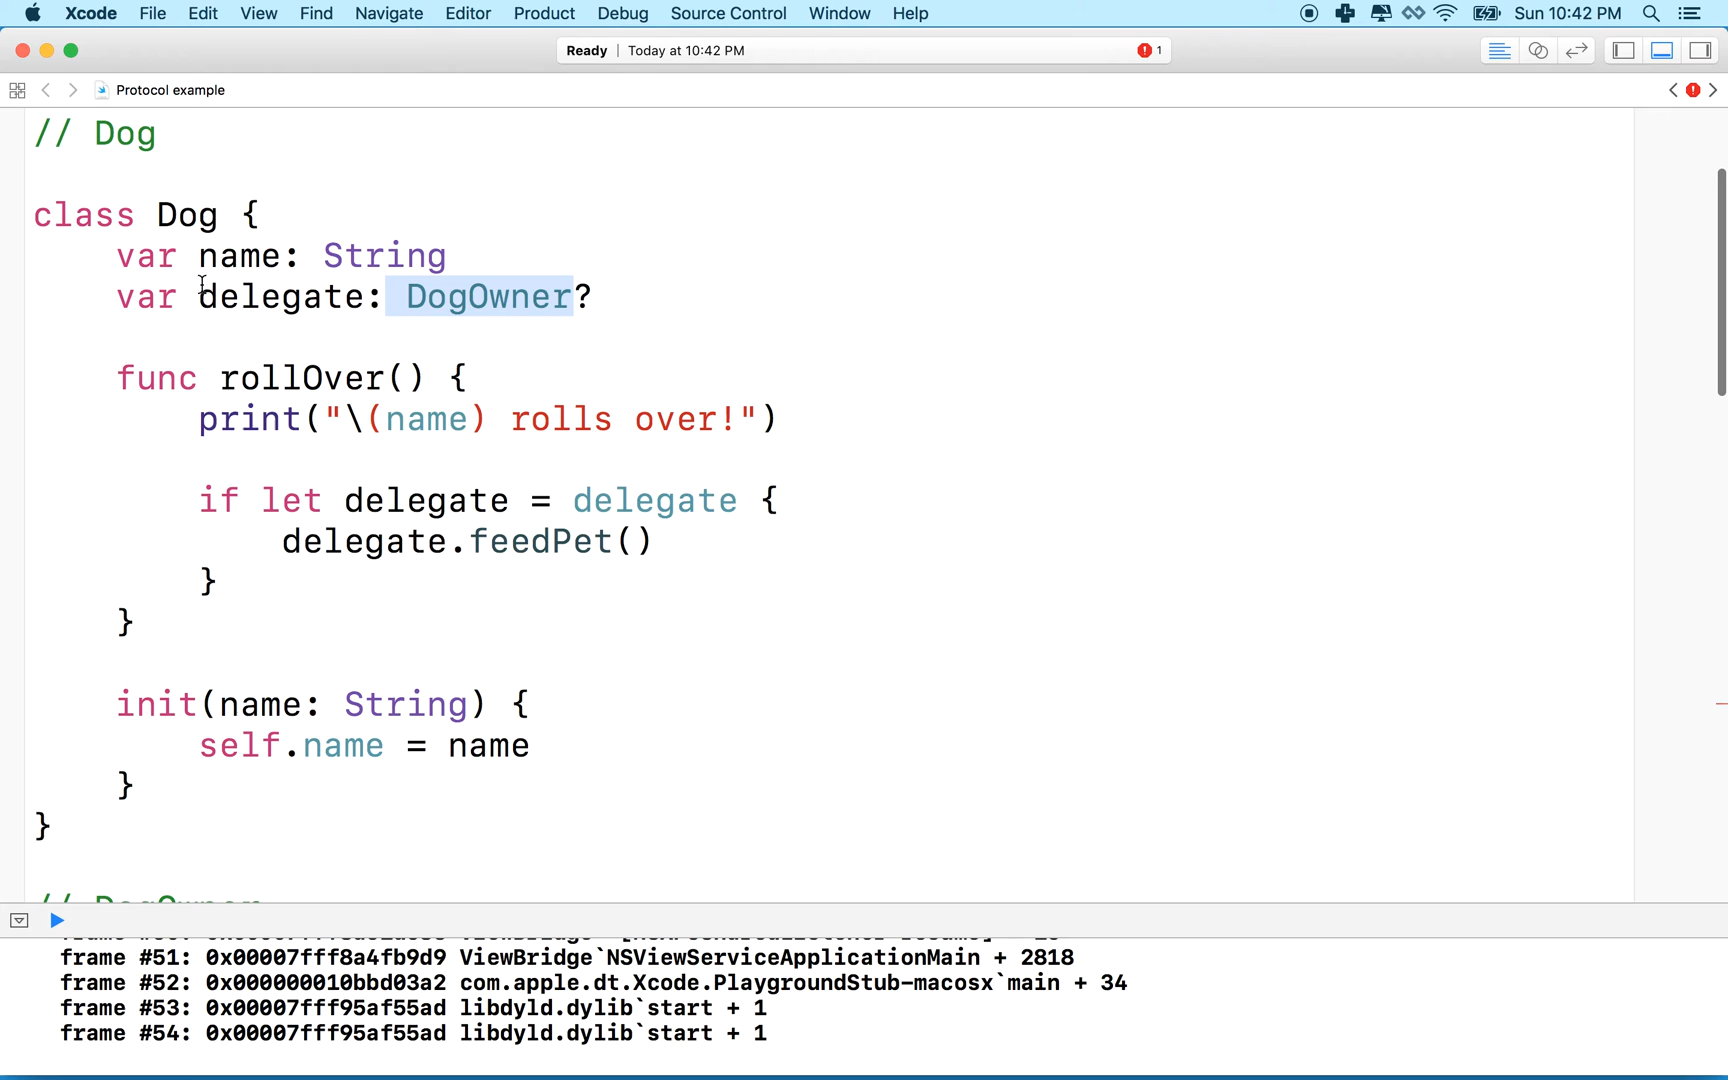 Xcode File Edit View Find Navigate Editor Product Debug Source Control Window Help Sun 10:42 PM
Ready | Today at 10:42 PM 1
Protocol example
// Dog
class Dog {
var name: String
var delegate: DogOwner?
func rollOver() {
print("\(name) rolls over!")
if let delegate = delegate {
delegate.feedPet()
}
}
init(name: String) {
self.name = name
}
}
// DogOwner
frame #51: 0x00007fff8a4fb9d9 ViewBridge`NSViewServiceApplicationMain + 2818
frame #52: 0x000000010bbd03a2 com.apple.dt.Xcode.PlaygroundStub-macosx`main + 34
frame #53: 0x00007fff95af55ad libdyld.dylib`start + 1
frame #54: 0x00007fff95af55ad libdyld.dylib`start + 1